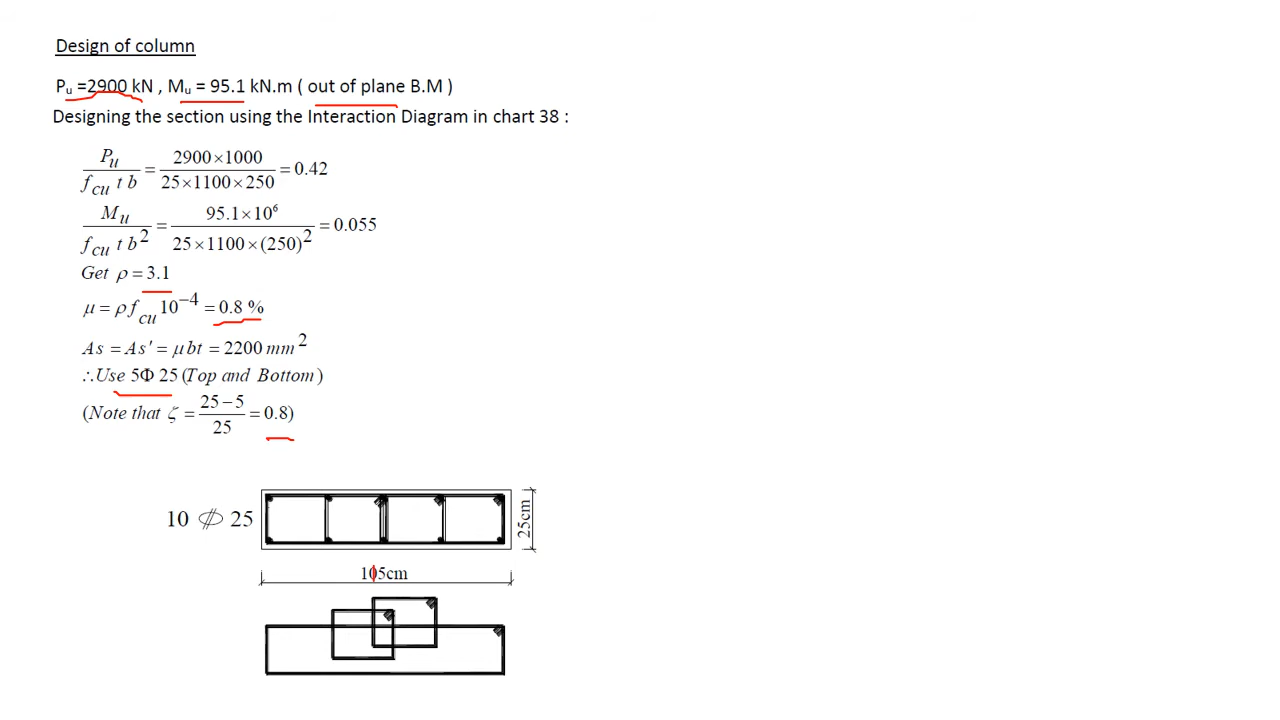 Design of column
Pu =2900 kN , Mu = 95.1 kN.m ( out of plane B.M )
Designing the section using the Interaction Diagram in chart 38 :
Pu / fcu t b = 2900×1000 / 25×1100×250 = 0.42
Mu / fcu t b² = 95.1×10⁶ / 25×1100×(250)² = 0.055
Get ρ = 3.1
μ = ρ fcu 10⁻⁴ = 0.8 %
As = As' = μbt = 2200 mm²
∴Use 5Φ 25 (Top and Bottom)
(Note that ζ = 25−5 / 25 = 0.8)
10 ⌀ 25
25cm
105cm